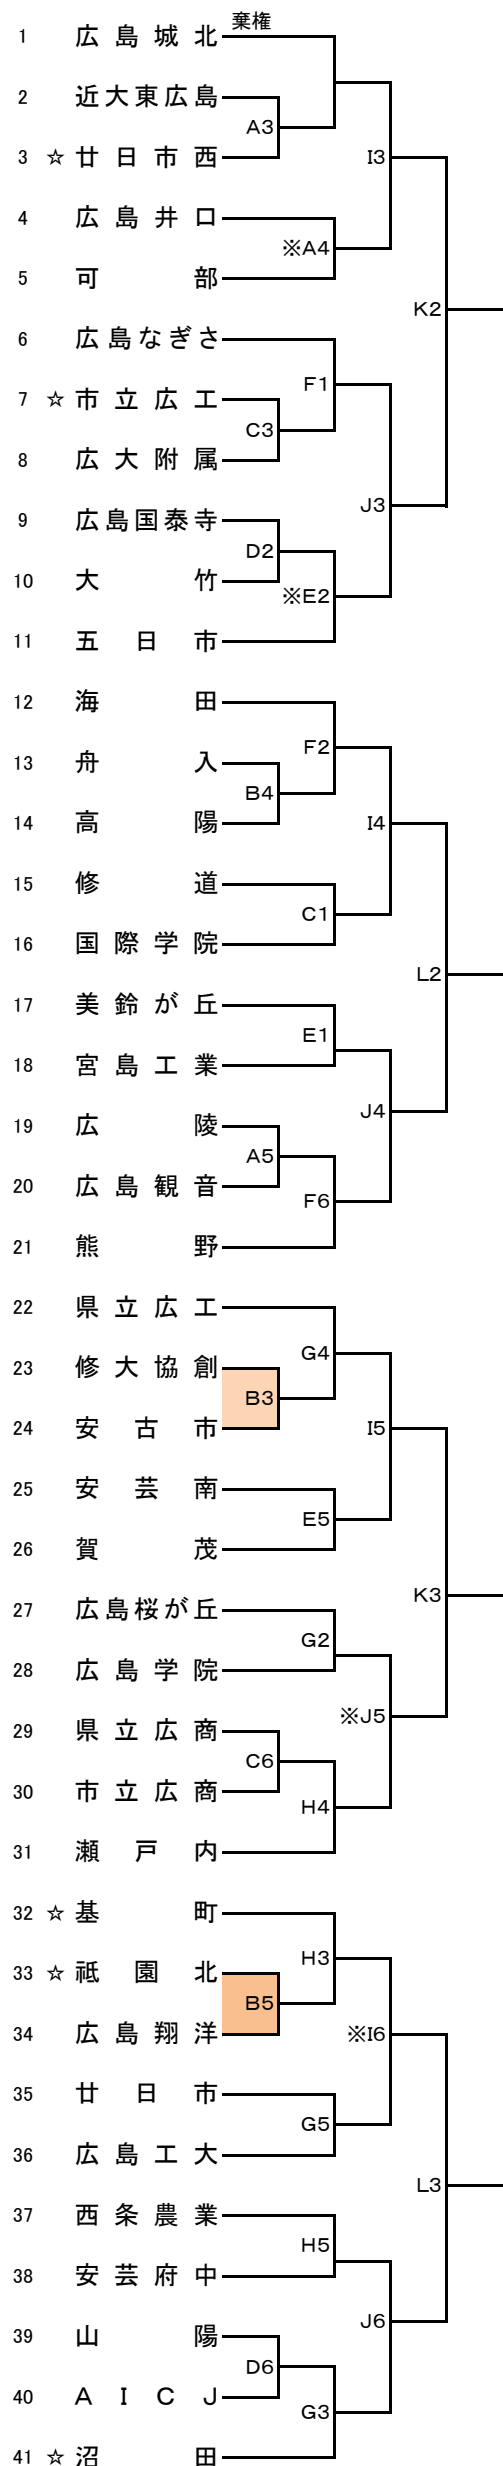 棄権
1 広島城北
2 近大東広島
A3
3 ☆ 廿日市西
I3
4 広島井口
※A4
5 可部
K2
6 広島なぎさ
F1
7 ☆ 市立広工
C3
8 広大附属
J3
9 広島国泰寺
D2
10 大竹
※E2
11 五日市
12 海田
F2
13 舟入
B4
14 高陽
I4
15 修道
C1
16 国際学院
L2
17 美鈴が丘
E1
18 宮島工業
J4
19 広陵
A5
20 広島観音
F6
21 熊野
22 県立広工
G4
23 修大協創
B3
24 安古市
I5
25 安芸南
E5
26 賀茂
K3
27 広島桜が丘
G2
28 広島学院
※J5
29 県立広商
C6
30 市立広商
H4
31 瀬戸内
32 ☆ 基町
H3
33 ☆ 祗園北
B5
34 広島翔洋
※I6
35 廿日市
G5
36 広島工大
L3
37 西条農業
H5
38 安芸府中
J6
39 山陽
D6
40 AICJ
G3
41 ☆ 沼田